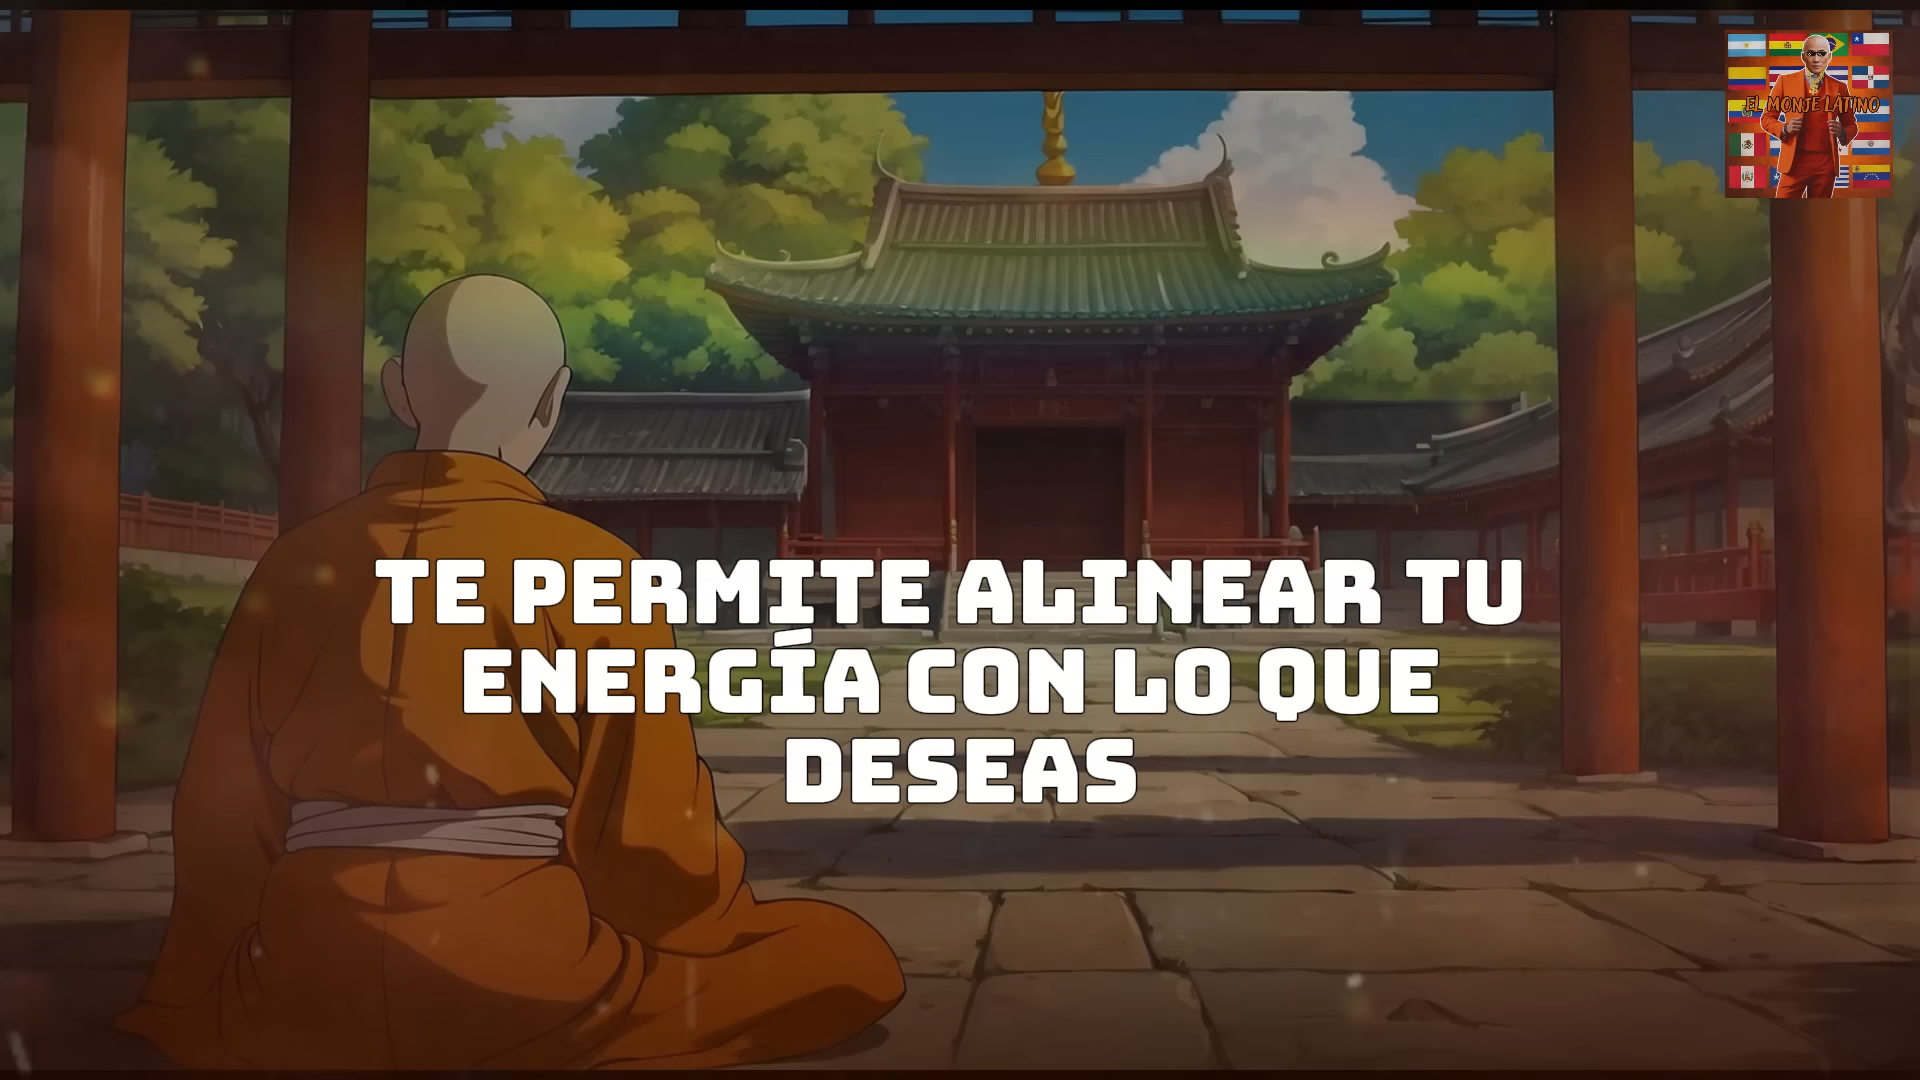 EL MONJE LATINO
TE PERMITE ALINEAR TU
ENERGÍA CON LO QUE
DESEAS